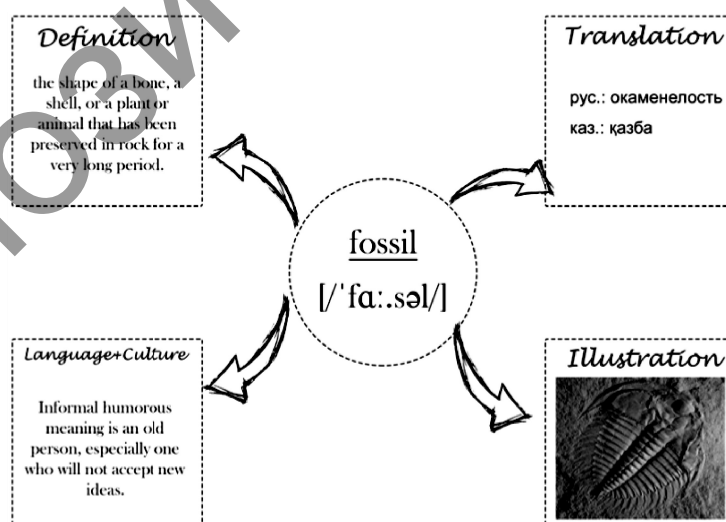 Definition
the shape of a bone, a
shell, or a plant or
animal that has been
preserved in rock for a
very long period.
Translation
рус.: окаменелость
каз.: қазба
fossil
[/ˈfɑː.səl/]
Language+Culture
Informal humorous
meaning is an old
person, especially one
who will not accept new
ideas.
Illustration